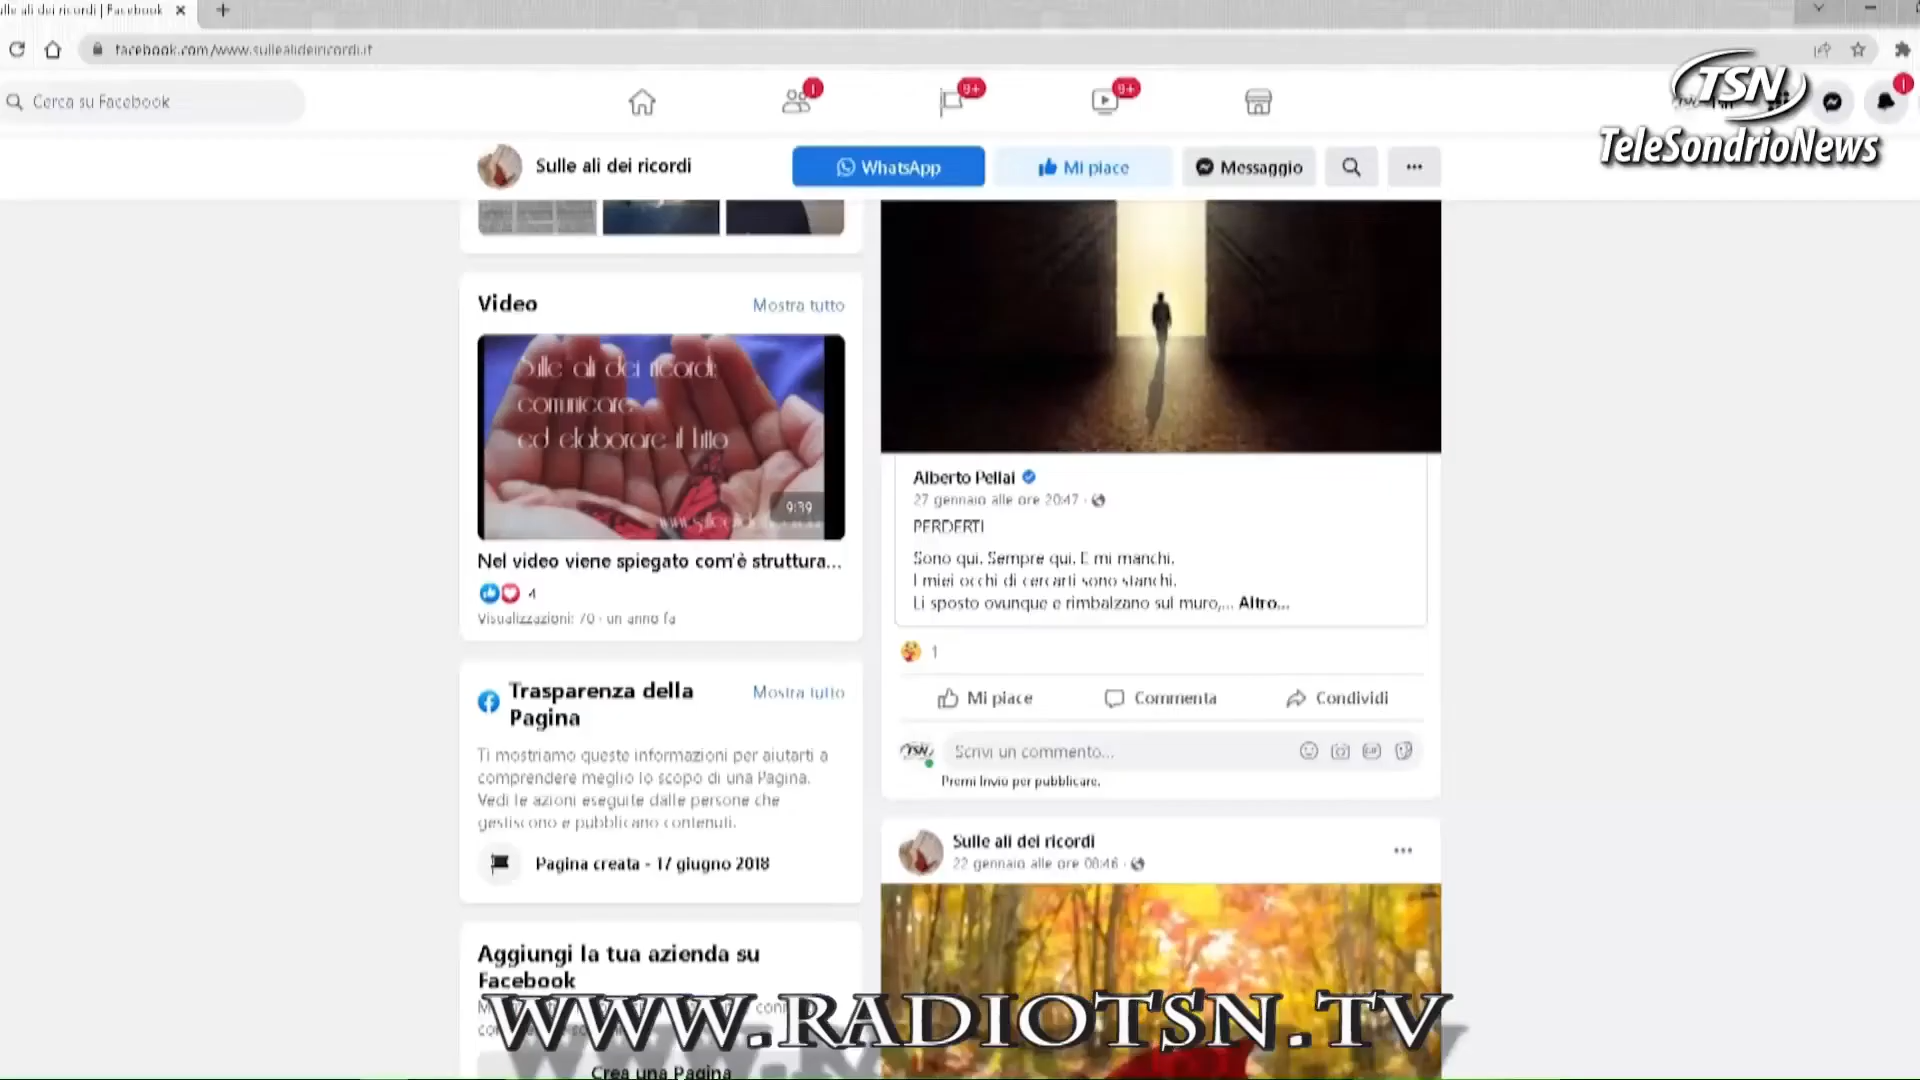 facebook.com/www.sullealideiricordi.it
Cerca su Facebook
1
9+
9+
1
TSN
TeleSondrioNews
Sulle ali dei ricordi
WhatsApp
Mi piace
Messaggio
Video
Mostra tutto
Sulle ali dei ricordi:
comunicare
ed elaborare il lutto
9:39
Nel video viene spiegato com'è struttura...
4
Visualizzazioni: 70 · un anno fa
Trasparenza della
Pagina
Mostra tutto
Ti mostriamo queste informazioni per aiutarti a
comprendere meglio lo scopo di una Pagina.
Vedi le azioni eseguite dalle persone che
gestiscono e pubblicano contenuti.
Pagina creata - 17 giugno 2018
Aggiungi la tua azienda su
Facebook
Crea una Pagina
Alberto Pellai
27 gennaio alle ore 20:47 ·
PERDERTI
Sono qui. Sempre qui. E mi manchi.
I miei occhi di cercarti sono stanchi.
Li sposto ovunque e rimbalzano sul muro,... Altro...
1
Mi piace
Commenta
Condividi
TSN
Scrivi un commento...
Premi Invio per pubblicare.
Sulle ali dei ricordi
22 gennaio alle ore 08:46 ·
WWW.RADIOTSN.TV